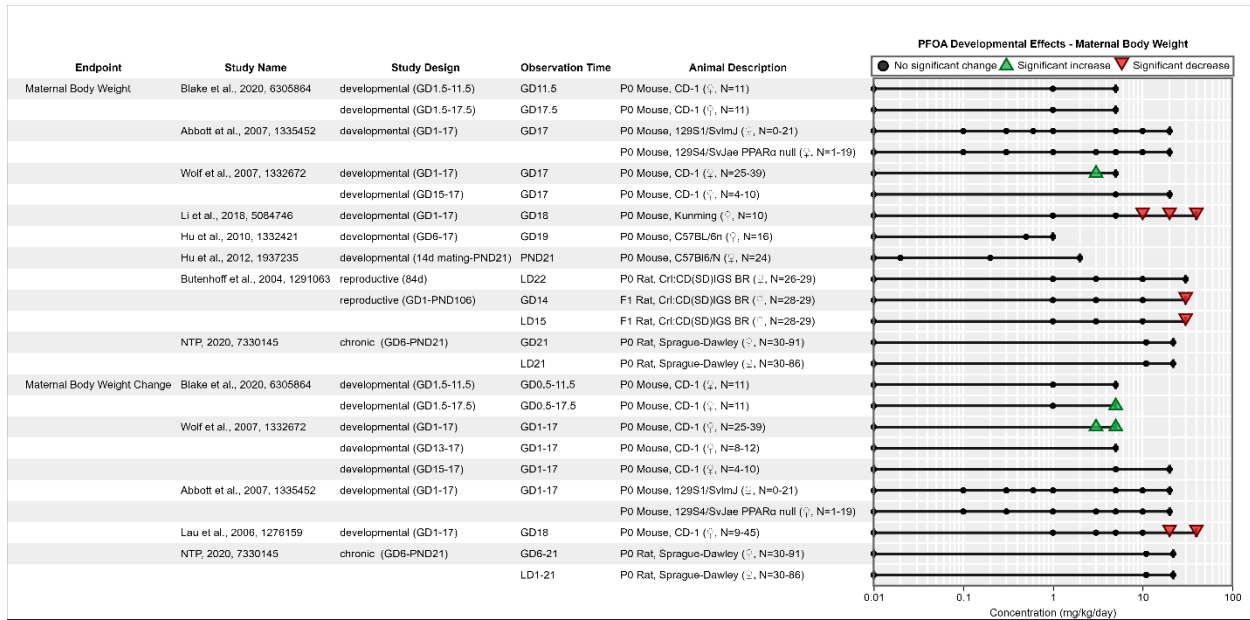 PFOA Developmental Effects - Maternal Body Weight
Endpoint Study Name Study Design Observation Time Animal Description No significant change Significant increase Significant decrease
Maternal Body Weight Blake et al., 2020, 6305864 developmental (GD1.5-11.5) GD11.5 P0 Mouse, CD-1 (♀, N=11)
developmental (GD1.5-17.5) GD17.5 P0 Mouse, CD-1 (♀, N=11)
Abbott et al., 2007, 1335452 developmental (GD1-17) GD17 P0 Mouse, 129S1/SvlmJ (♀, N=0-21)
P0 Mouse, 129S4/SvJae PPARα null (♀, N=1-19)
Wolf et al., 2007, 1332672 developmental (GD1-17) GD17 P0 Mouse, CD-1 (♀, N=25-39)
developmental (GD15-17) GD17 P0 Mouse, CD-1 (♀, N=4-10)
Li et al., 2018, 5084746 developmental (GD1-17) GD18 P0 Mouse, Kunming (♀, N=10)
Hu et al., 2010, 1332421 developmental (GD6-17) GD19 P0 Mouse, C57BL/6n (♀, N=16)
Hu et al., 2012, 1937235 developmental (14d mating-PND21) PND21 P0 Mouse, C57Bl6/N (♀, N=24)
Butenhoff et al., 2004, 1291063 reproductive (84d) LD22 P0 Rat, Crl:CD(SD)IGS BR (♀, N=26-29)
reproductive (GD1-PND106) GD14 F1 Rat, Crl:CD(SD)IGS BR (♀, N=28-29)
LD15 F1 Rat, Crl:CD(SD)IGS BR (♀, N=28-29)
NTP, 2020, 7330145 chronic (GD6-PND21) GD21 P0 Rat, Sprague-Dawley (♀, N=30-91)
LD21 P0 Rat, Sprague-Dawley (♀, N=30-86)
Maternal Body Weight Change Blake et al., 2020, 6305864 developmental (GD1.5-11.5) GD0.5-11.5 P0 Mouse, CD-1 (♀, N=11)
developmental (GD1.5-17.5) GD0.5-17.5 P0 Mouse, CD-1 (♀, N=11)
Wolf et al., 2007, 1332672 developmental (GD1-17) GD1-17 P0 Mouse, CD-1 (♀, N=25-39)
developmental (GD13-17) GD1-17 P0 Mouse, CD-1 (♀, N=8-12)
developmental (GD15-17) GD1-17 P0 Mouse, CD-1 (♀, N=4-10)
Abbott et al., 2007, 1335452 developmental (GD1-17) GD1-17 P0 Mouse, 129S1/SvlmJ (♀, N=0-21)
P0 Mouse, 129S4/SvJae PPARα null (♀, N=1-19)
Lau et al., 2006, 1276159 developmental (GD1-17) GD18 P0 Mouse, CD-1 (♀, N=9-45)
NTP, 2020, 7330145 chronic (GD6-PND21) GD6-21 P0 Rat, Sprague-Dawley (♀, N=30-91)
LD1-21 P0 Rat, Sprague-Dawley (♀, N=30-86)
0.01 0.1 1 10 100
Concentration (mg/kg/day)